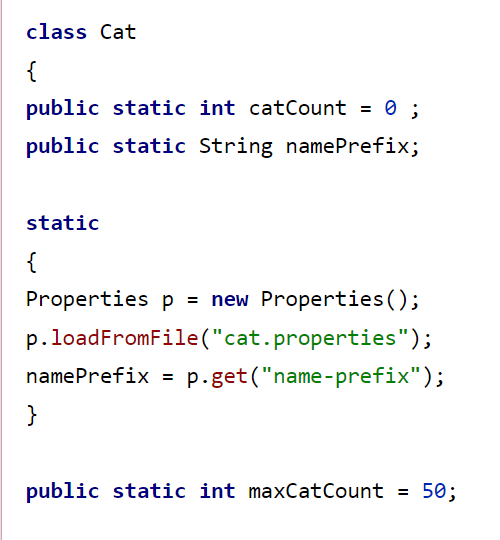 class Cat
{
public static int catCount = 0 ;
public static String namePrefix;
static
{
Properties p = new Properties();
p.loadFromFile("cat.properties");
namePrefix = p.get("name-prefix");
}
public static int maxCatCount = 50;